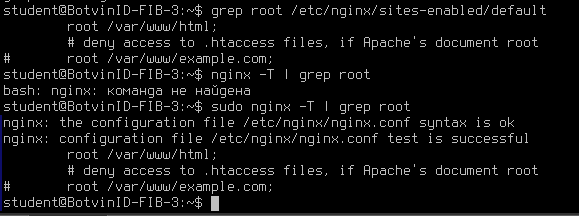 student@BotvinID-FIB-3:~$ grep root /etc/nginx/sites-enabled/default
        root /var/www/html;
        # deny access to .htaccess files, if Apache's document root
#       root /var/www/example.com;
student@BotvinID-FIB-3:~$ nginx -T | grep root
bash: nginx: команда не найдена
student@BotvinID-FIB-3:~$ sudo nginx -T | grep root
nginx: the configuration file /etc/nginx/nginx.conf syntax is ok
nginx: configuration file /etc/nginx/nginx.conf test is successful
        root /var/www/html;
        # deny access to .htaccess files, if Apache's document root
#       root /var/www/example.com;
student@BotvinID-FIB-3:~$